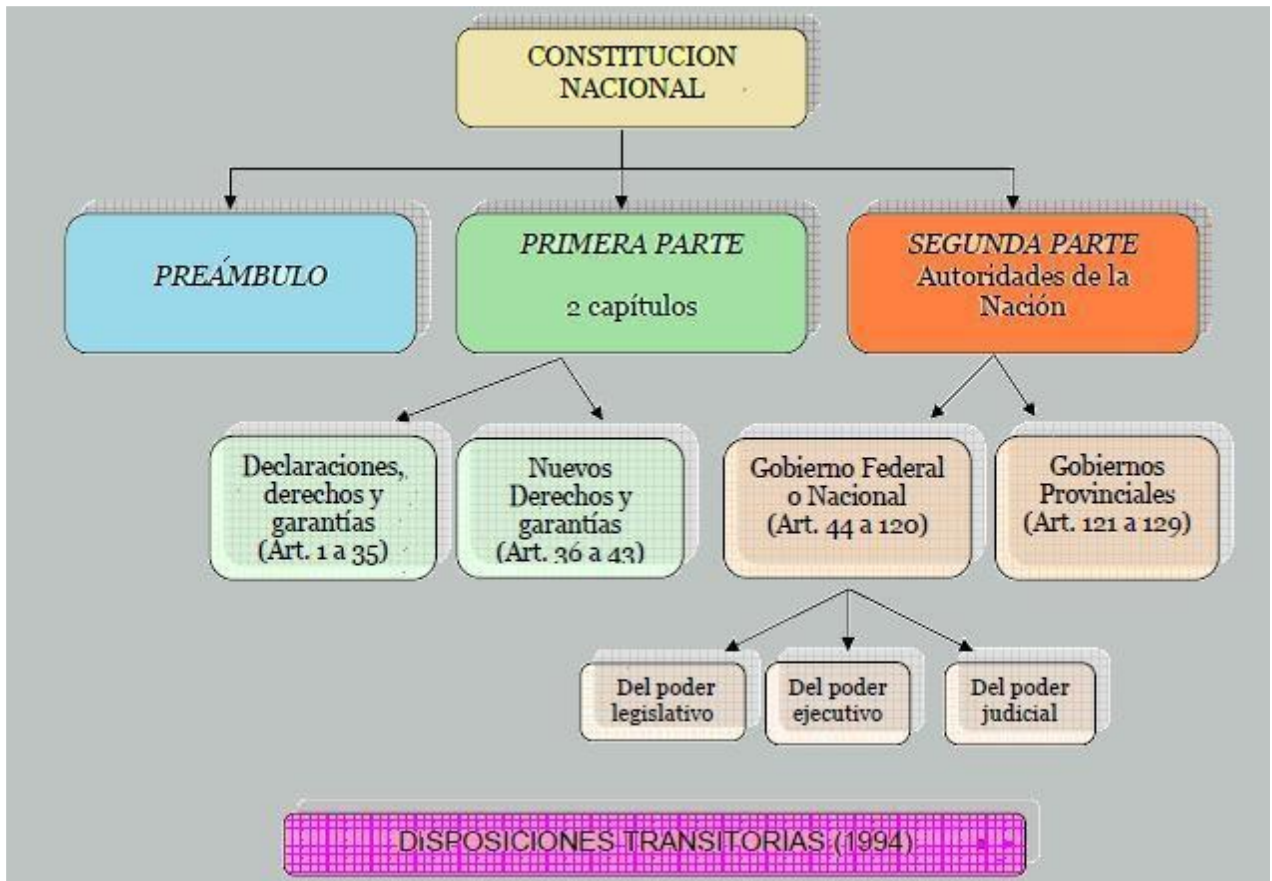 CONSTITUCION
NACIONAL
PREÁMBULO
PRIMERA PARTE
2 capítulos
SEGUNDA PARTE
Autoridades de la
Nación
Declaraciones,
derechos y
garantías
(Art. 1 a 35)
Nuevos
Derechos y
garantías
(Art. 36 a 43)
Gobierno Federal
o Nacional
(Art. 44 a 120)
Gobiernos
Provinciales
(Art. 121 a 129)
Del poder
legislativo
Del poder
ejecutivo
Del poder
judicial
DiSPOSICIONES TRANSITORIAS (1994)